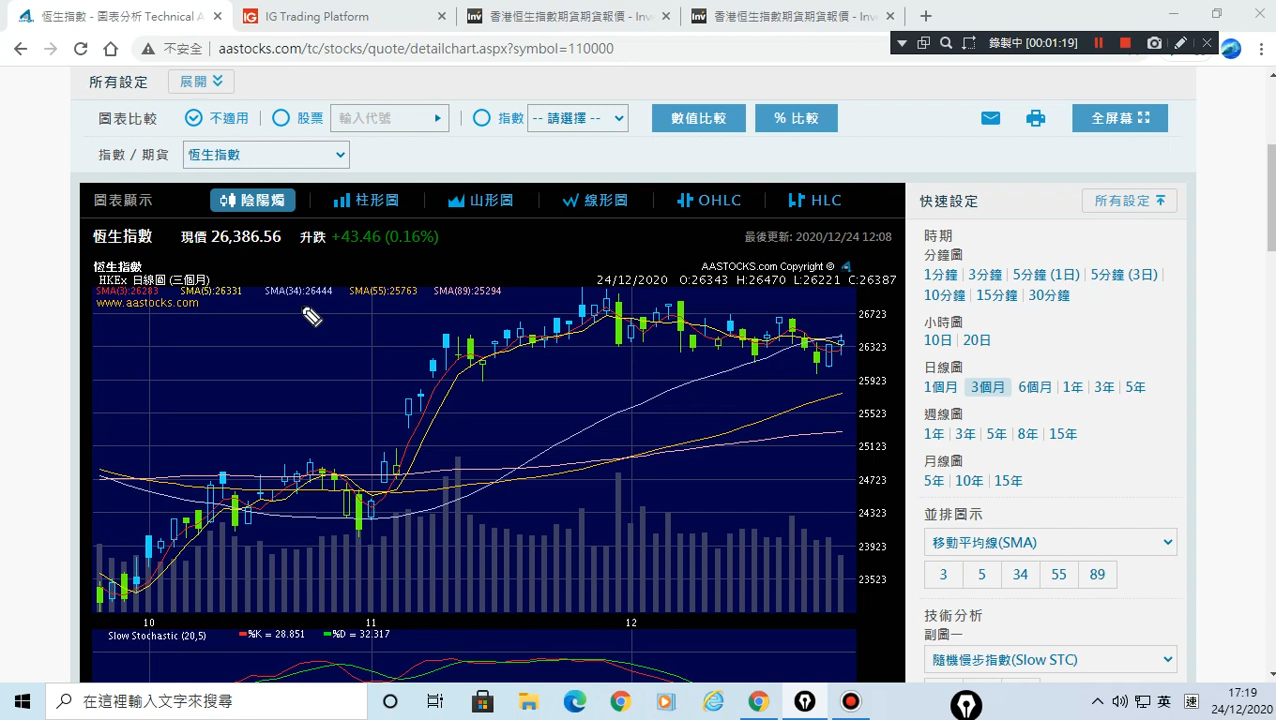 恆生指數 - 圖表分析 Technical A
IG Trading Platform
香港恒生指數期貨期貨報價 - Inv
香港恒生指數期貨期貨報價 - Inv
不安全
aastocks.com/tc/stocks/quote/detailchart.aspx?symbol=110000
錄製中 [00:01:19]
所有設定
展開
圖表比較
不適用
股票
輸入代號
指數
-- 請選擇 --
數值比較
% 比較
全屏幕
指數 / 期貨
恆生指數
圖表顯示
陰陽燭
柱形圖
山形圖
線形圖
OHLC
HLC
恆生指數 現價 26,386.56 升跌 +43.46 (0.16%)
最後更新: 2020/12/24 12:08
恆生指數
AASTOCKS.com Copyright ©
HKEx 日線圖 (三個月)
24/12/2020 O:26343 H:26470 L:26221 C:26387
SMA(3):26283 SMA(5):26331 SMA(34):26444 SMA(55):25763 SMA(89):25294
www.aastocks.com
26723
26323
25923
25523
25123
24723
24323
23923
23523
10 11 12
Slow Stochastic (20,5) %K = 28.851 %D = 32.317
快速設定
所有設定
時期
分鐘圖
1分鐘 | 3分鐘 | 5分鐘 (1日) | 5分鐘 (3日)
10分鐘 | 15分鐘 | 30分鐘
小時圖
10日 | 20日
日線圖
1個月 3個月 6個月 | 1年 | 3年 | 5年
週線圖
1年 | 3年 | 5年 | 8年 | 15年
月線圖
5年 | 10年 | 15年
並排圖示
移動平均線(SMA)
3 5 34 55 89
技術分析
副圖一
隨機慢步指數(Slow STC)
在這裡輸入文字來搜尋
英
17:19
24/12/2020